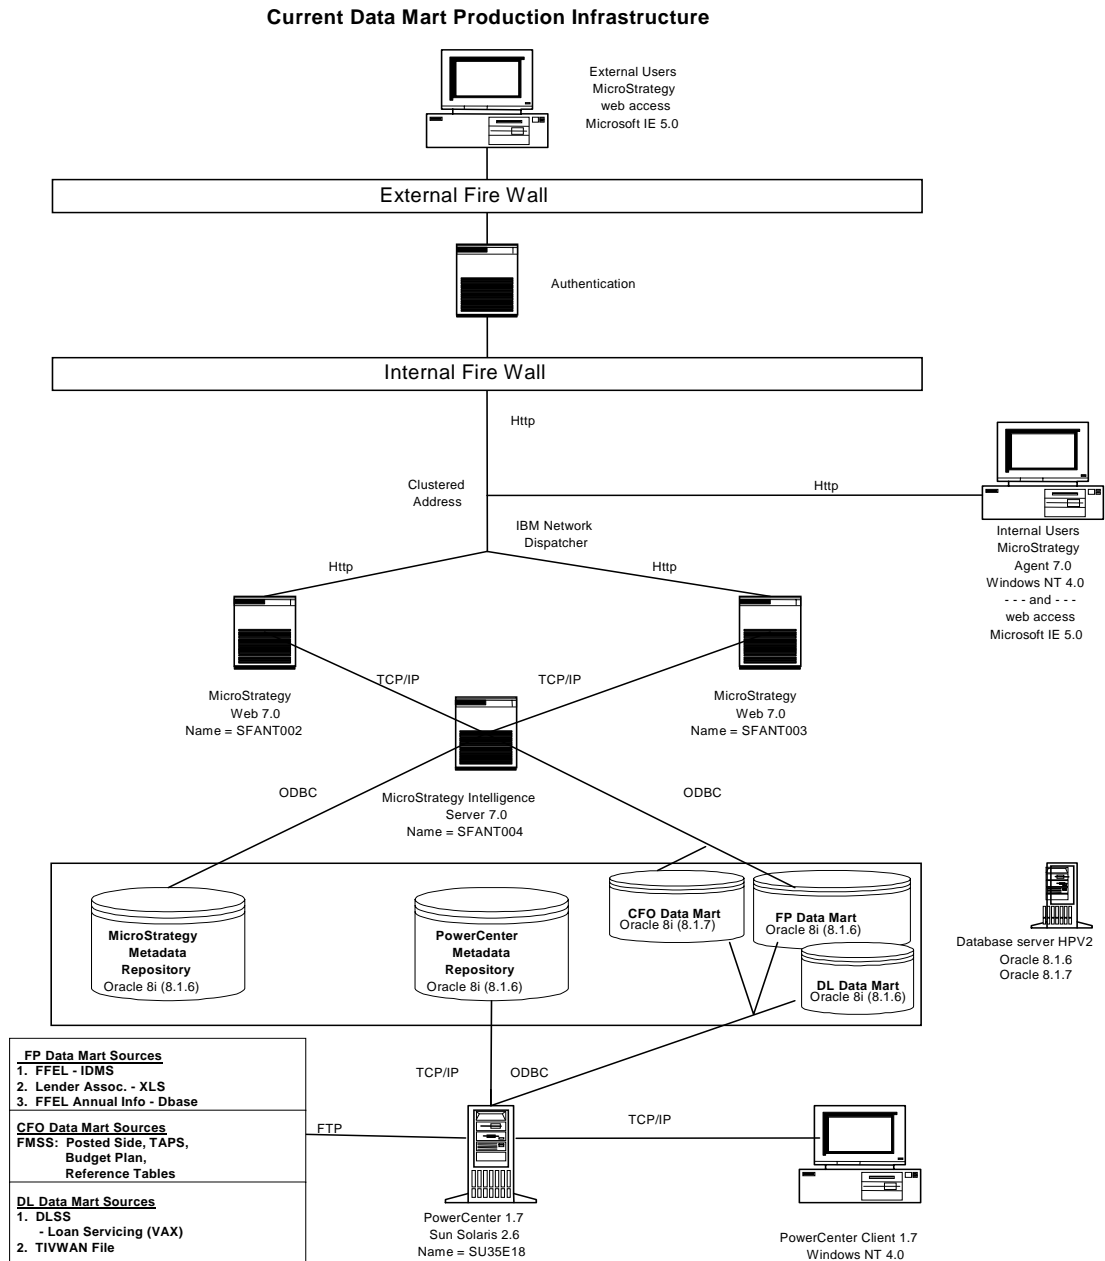 Current Data Mart Production Infrastructure
External Users
MicroStrategy
web access
Microsoft IE 5.0
External Fire Wall
Authentication
Internal Fire Wall
Http
Clustered
Address
Http
IBM Network
Dispatcher
Internal Users
MicroStrategy
Agent 7.0
Windows NT 4.0
- - - and - - -
web access
Microsoft IE 5.0
Http
Http
TCP/IP
TCP/IP
MicroStrategy
Web 7.0
Name = SFANT002
MicroStrategy
Web 7.0
Name = SFANT003
ODBC
MicroStrategy Intelligence
Server 7.0
Name = SFANT004
ODBC
MicroStrategy
Metadata
Repository
Oracle 8i (8.1.6)
PowerCenter
Metadata
Repository
Oracle 8i (8.1.6)
CFO Data Mart
Oracle 8i (8.1.7)
FP Data Mart
Oracle 8i (8.1.6)
DL Data Mart
Oracle 8i (8.1.6)
Database server HPV2
Oracle 8.1.6
Oracle 8.1.7
FP Data Mart Sources
1. FFEL - IDMS
2. Lender Assoc. - XLS
3. FFEL Annual Info - Dbase
CFO Data Mart Sources
FMSS: Posted Side, TAPS,
Budget Plan,
Reference Tables
DL Data Mart Sources
1. DLSS
- Loan Servicing (VAX)
2. TIVWAN File
TCP/IP
ODBC
FTP
TCP/IP
PowerCenter 1.7
Sun Solaris 2.6
Name = SU35E18
PowerCenter Client 1.7
Windows NT 4.0